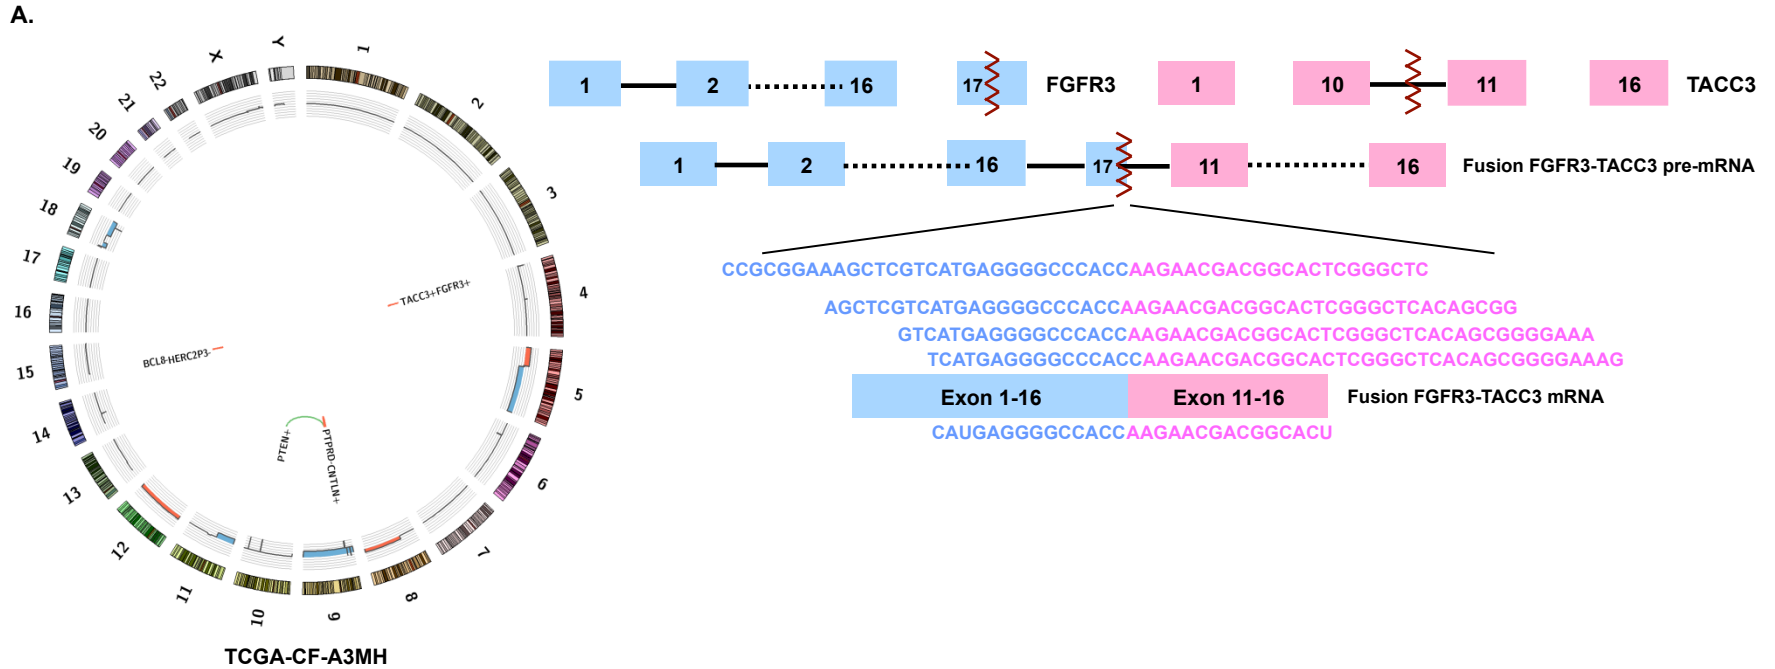 A.
1
2
3
4
5
6
7
8
9
10
11
12
13
14
15
16
17
18
19
20
21
22
X
Y
TACC3+FGFR3+
BCL8-HERC2P3-
PTEN+
PTPRD-CNTLN+
TCGA-CF-A3MH
1 2 16 17 FGFR3 1 10 11 16 TACC3
1 2 16 17 11 16 Fusion FGFR3-TACC3 pre-mRNA
CCGCGGAAAGCTCGTCATGAGGGGCCCACCAAGAACGACGGCACTCGGGCTC
AGCTCGTCATGAGGGGCCCACCAAGAACGACGGCACTCGGGCTCACAGCGG
GTCATGAGGGGCCCACCAAGAACGACGGCACTCGGGCTCACAGCGGGGAAA
TCATGAGGGGCCCACCAAGAACGACGGCACTCGGGCTCACAGCGGGGAAAG
Exon 1-16 Exon 11-16 Fusion FGFR3-TACC3 mRNA
CAUGAGGGGCCACCAAGAACGACGGCACU